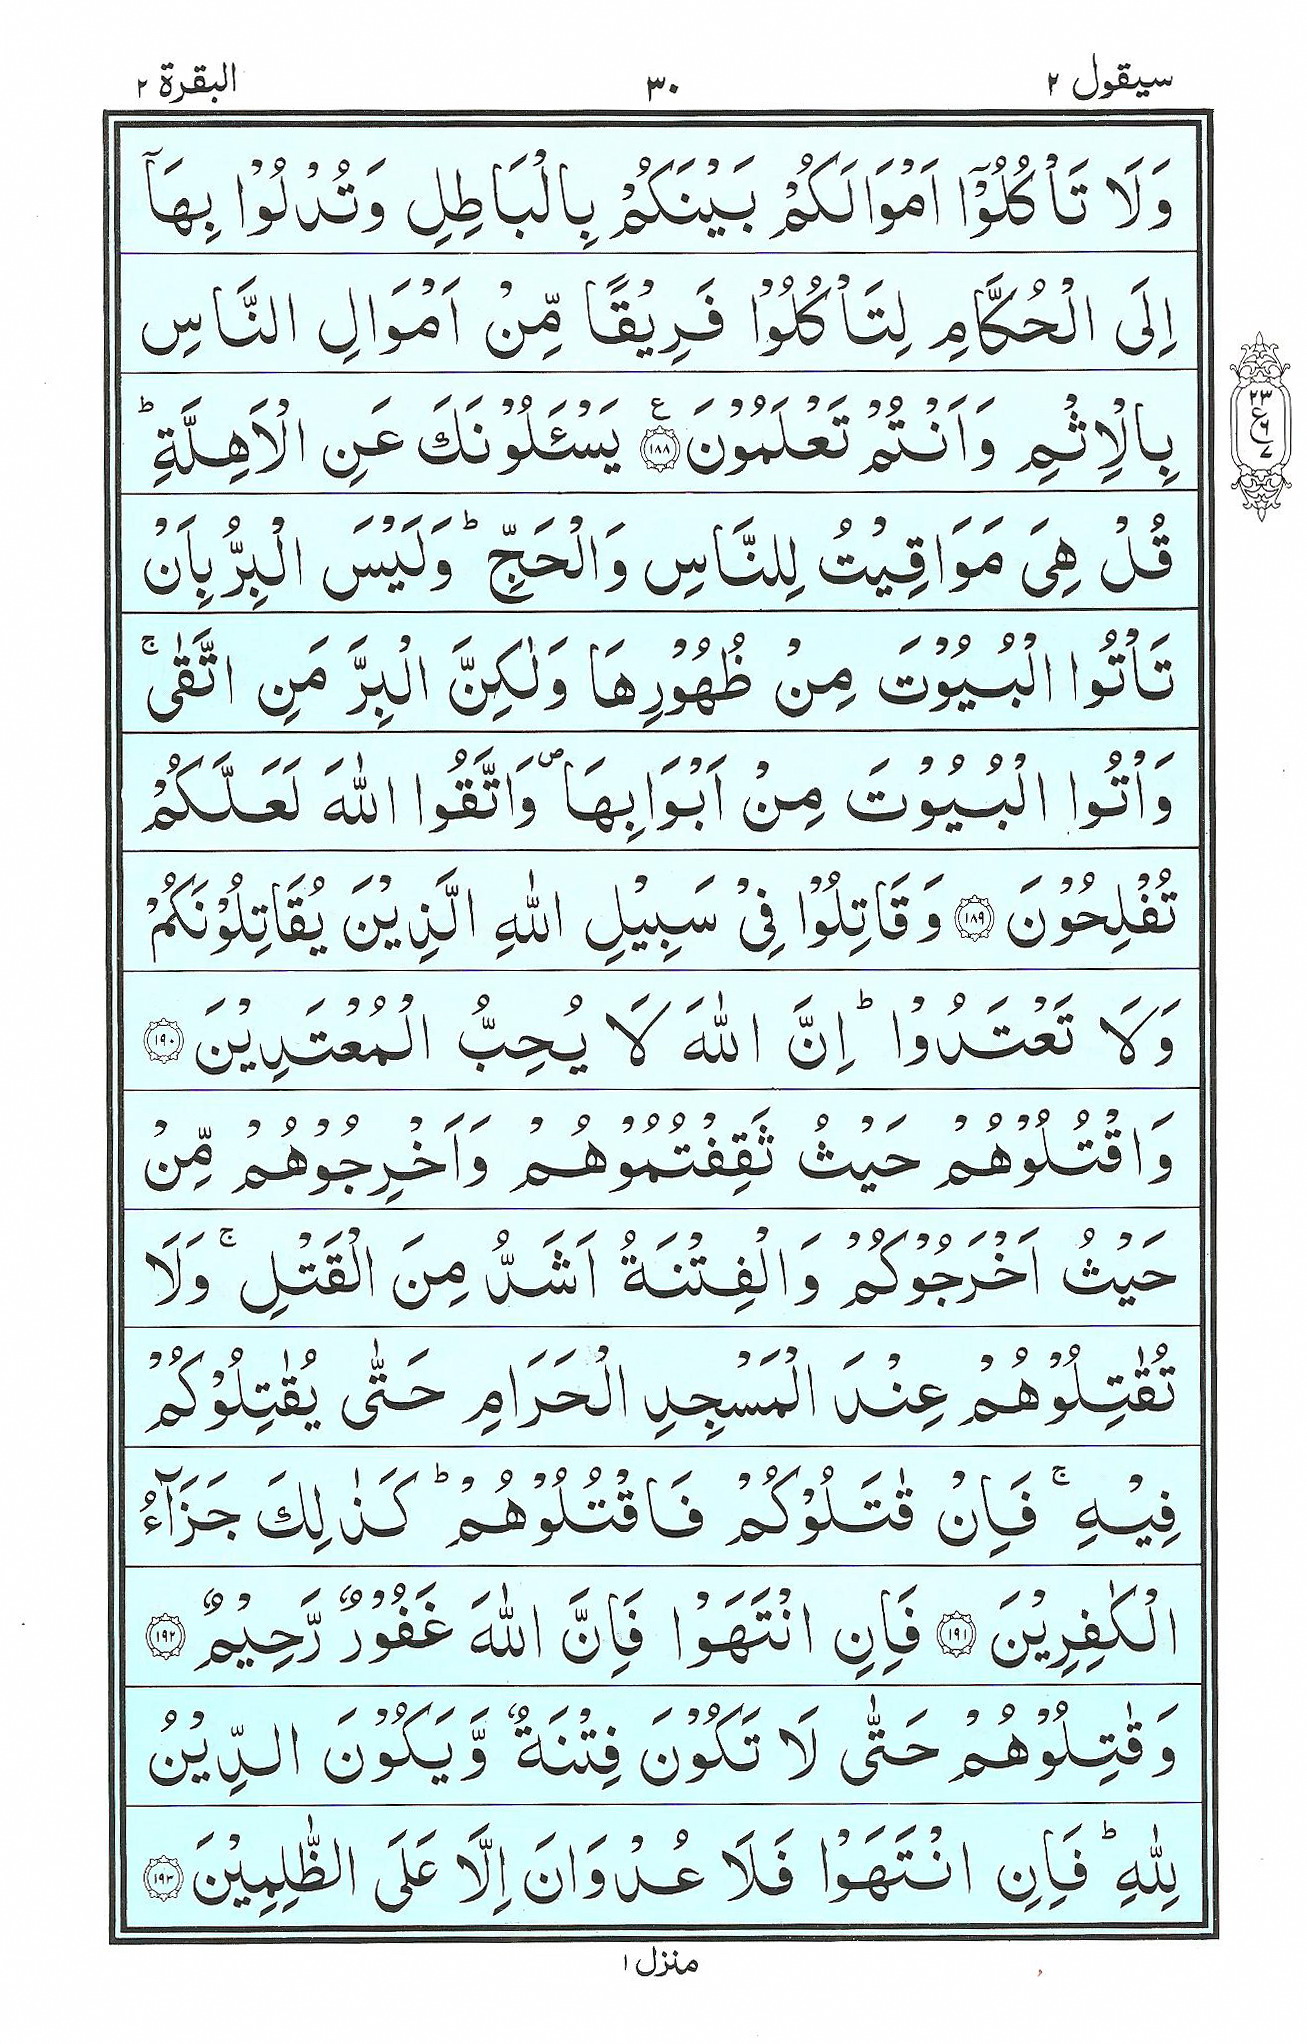 سيقول ٢
٣٠
البقرة ٢
وَلَا تَاْكُلُوْٓا اَمْوَالَكُمْ بَيْنَكُمْ بِالْبَاطِلِ وَتُدْلُوْا بِهَآ
اِلَى الْحُكَّامِ لِتَاْكُلُوْا فَرِيْقًا مِّنْ اَمْوَالِ النَّاسِ
بِالْاِثْمِ وَاَنْتُمْ تَعْلَمُوْنَ ع ١٨٨ يَسْـَٔلُوْنَكَ عَنِ الْاَهِلَّةِ ؕ
قُلْ هِىَ مَوَاقِيْتُ لِلنَّاسِ وَالْحَجِّ ؕ وَلَيْسَ الْبِرُّ بِاَنْ
تَاْتُوا الْبُيُوْتَ مِنْ ظُهُوْرِهَا وَلٰكِنَّ الْبِرَّ مَنِ اتَّقٰى ۚ
وَاْتُوا الْبُيُوْتَ مِنْ اَبْوَابِهَا ۪ وَاتَّقُوا اللّٰهَ لَعَلَّكُمْ
تُفْلِحُوْنَ ١٨٩ وَقَاتِلُوْا فِىْ سَبِيْلِ اللّٰهِ الَّذِيْنَ يُقَاتِلُوْنَكُمْ
وَلَا تَعْتَدُوْا ؕ اِنَّ اللّٰهَ لَا يُحِبُّ الْمُعْتَدِيْنَ ١٩٠
وَاقْتُلُوْهُمْ حَيْثُ ثَقِفْتُمُوْهُمْ وَاَخْرِجُوْهُمْ مِّنْ
حَيْثُ اَخْرَجُوْكُمْ وَالْفِتْنَةُ اَشَدُّ مِنَ الْقَتْلِ ۚ وَلَا
تُقٰتِلُوْهُمْ عِنْدَ الْمَسْجِدِ الْحَرَامِ حَتّٰى يُقٰتِلُوْكُمْ
فِيْهِ ۚ فَاِنْ قٰتَلُوْكُمْ فَاقْتُلُوْهُمْ ؕ كَذٰلِكَ جَزَآءُ
الْكٰفِرِيْنَ ١٩١ فَاِنِ انْتَهَوْا فَاِنَّ اللّٰهَ غَفُوْرٌ رَّحِيْمٌ ١٩٢
وَقٰتِلُوْهُمْ حَتّٰى لَا تَكُوْنَ فِتْنَةٌ وَّيَكُوْنَ الدِّيْنُ
لِلّٰهِ ؕ فَاِنِ انْتَهَوْا فَلَا عُدْوَانَ اِلَّا عَلَى الظّٰلِمِيْنَ ١٩٣
٢٣
ع ٦
٧
منزل ١